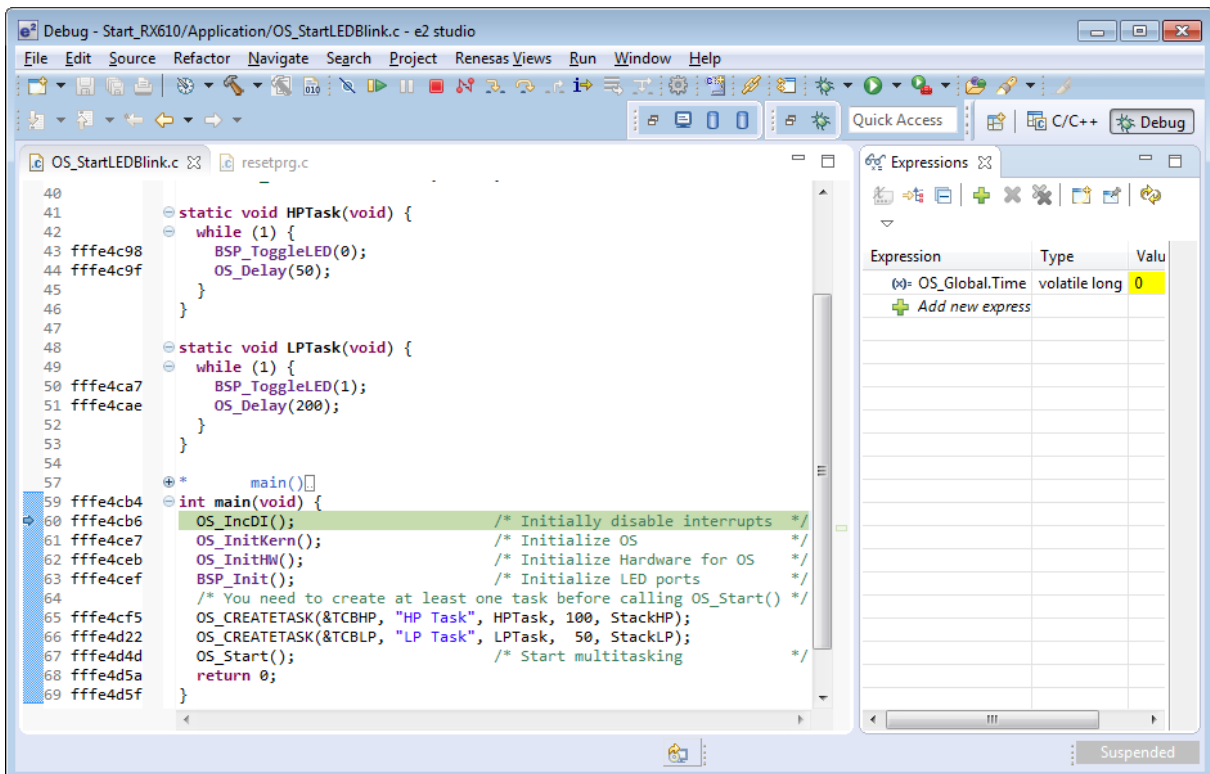 Debug - Start_RX610/Application/OS_StartLEDBlink.c - e2 studio
File Edit Source Refactor Navigate Search Project Renesas Views Run Window Help
Quick Access C/C++ Debug
OS_StartLEDBlink.c resetprg.c
40
41 static void HPTask(void) {
42 while (1) {
43 fffe4c98 BSP_ToggleLED(0);
44 fffe4c9f OS_Delay(50);
45 }
46 }
47
48 static void LPTask(void) {
49 while (1) {
50 fffe4ca7 BSP_ToggleLED(1);
51 fffe4cae OS_Delay(200);
52 }
53 }
54
57 * main()
59 fffe4cb4 int main(void) {
60 fffe4cb6 OS_IncDI(); /* Initially disable interrupts */
61 fffe4ce7 OS_InitKern(); /* Initialize OS */
62 fffe4ceb OS_InitHW(); /* Initialize Hardware for OS */
63 fffe4cef BSP_Init(); /* Initialize LED ports */
64 /* You need to create at least one task before calling OS_Start() */
65 fffe4cf5 OS_CREATETASK(&TCBHP, "HP Task", HPTask, 100, StackHP);
66 fffe4d22 OS_CREATETASK(&TCBLP, "LP Task", LPTask, 50, StackLP);
67 fffe4d4d OS_Start(); /* Start multitasking */
68 fffe4d5a return 0;
69 fffe4d5f }
Expressions
Expression Type Valu
(x)= OS_Global.Time volatile long 0
Add new express
Suspended